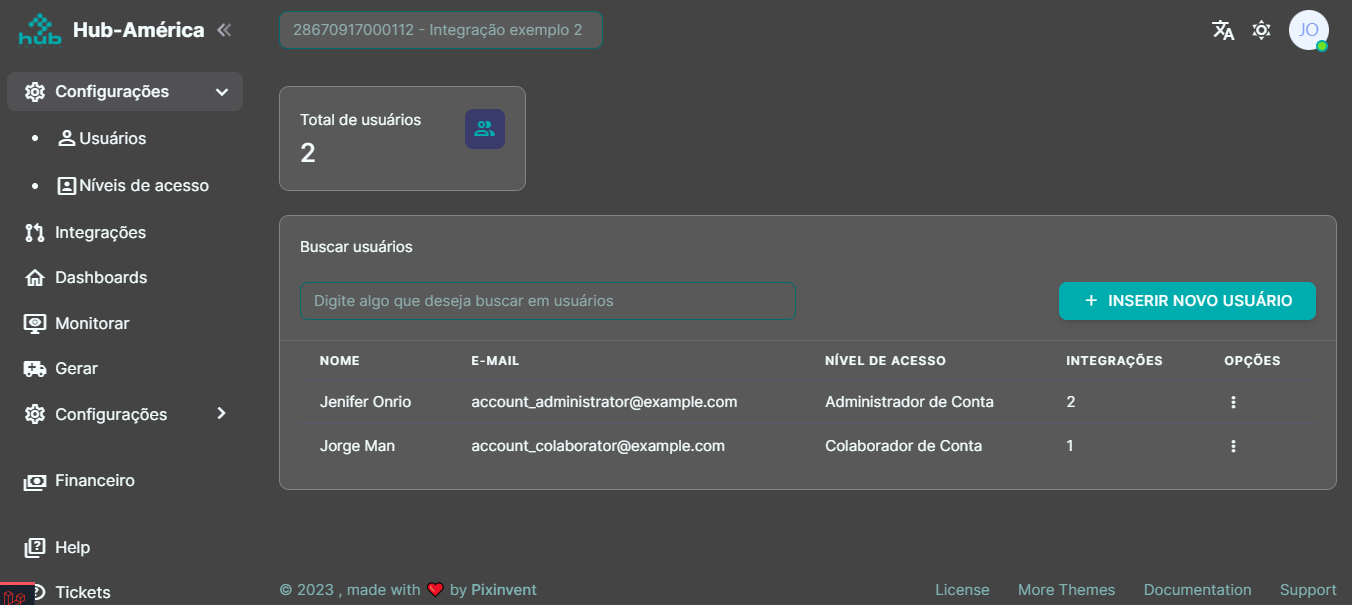 hub Hub-América
28670917000112 - Integração exemplo 2
JO
Configurações
Usuários
Níveis de acesso
Integrações
Dashboards
Monitorar
Gerar
Configurações
Financeiro
Help
Tickets
Total de usuários
2
Buscar usuários
Digite algo que deseja buscar em usuários
+ INSERIR NOVO USUÁRIO
NOME E-MAIL NÍVEL DE ACESSO INTEGRAÇÕES OPÇÕES
Jenifer Onrio account_administrator@example.com Administrador de Conta 2
Jorge Man account_colaborator@example.com Colaborador de Conta 1
© 2023 , made with ❤️ by Pixinvent
License More Themes Documentation Support